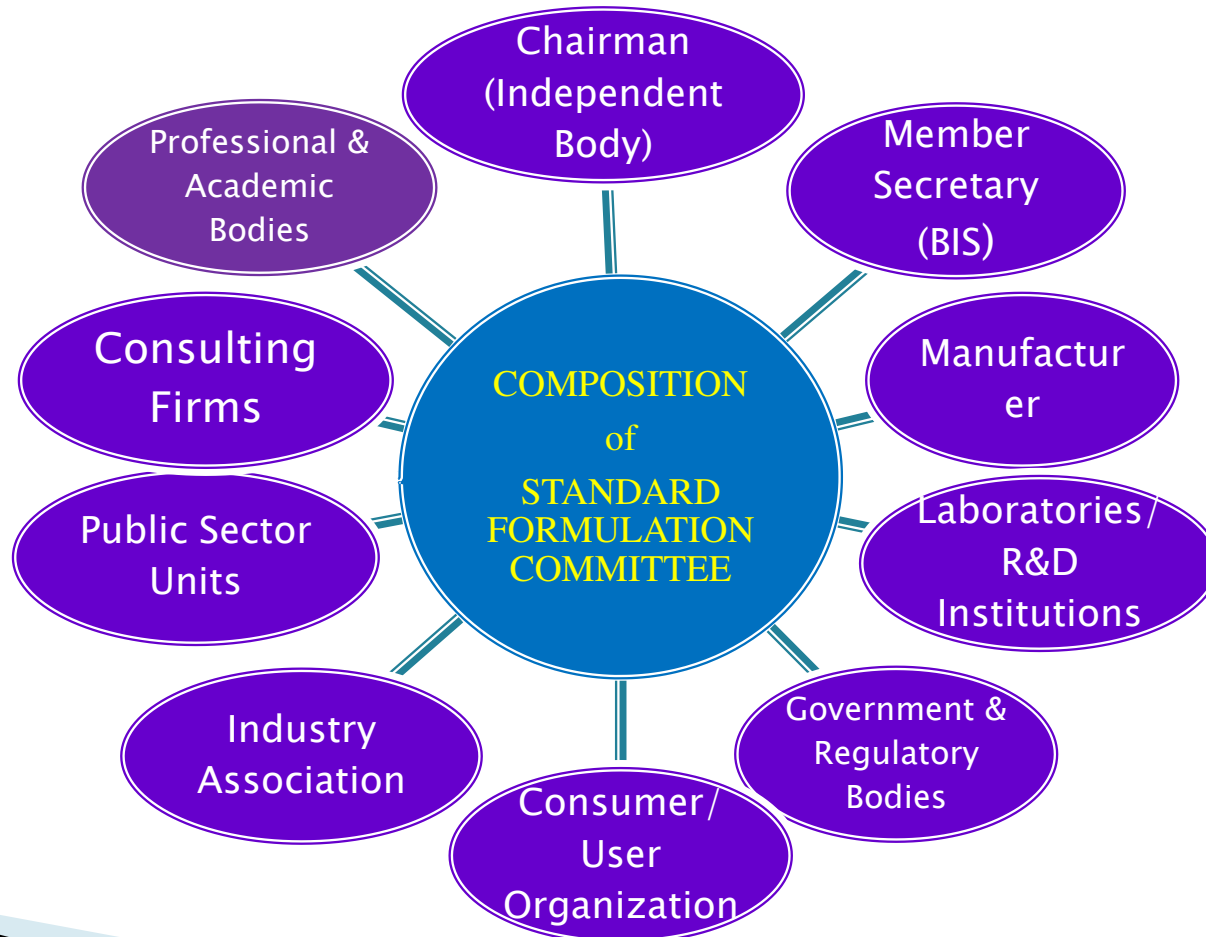 Chairman
(Independent
Body)
Member
Secretary
(BIS)
Manufactur
er
Laboratories/
R&D
Institutions
Government &
Regulatory
Bodies
Consumer/
User
Organization
Industry
Association
Public Sector
Units
Consulting
Firms
Professional &
Academic
Bodies
COMPOSITION
of
STANDARD
FORMULATION
COMMITTEE